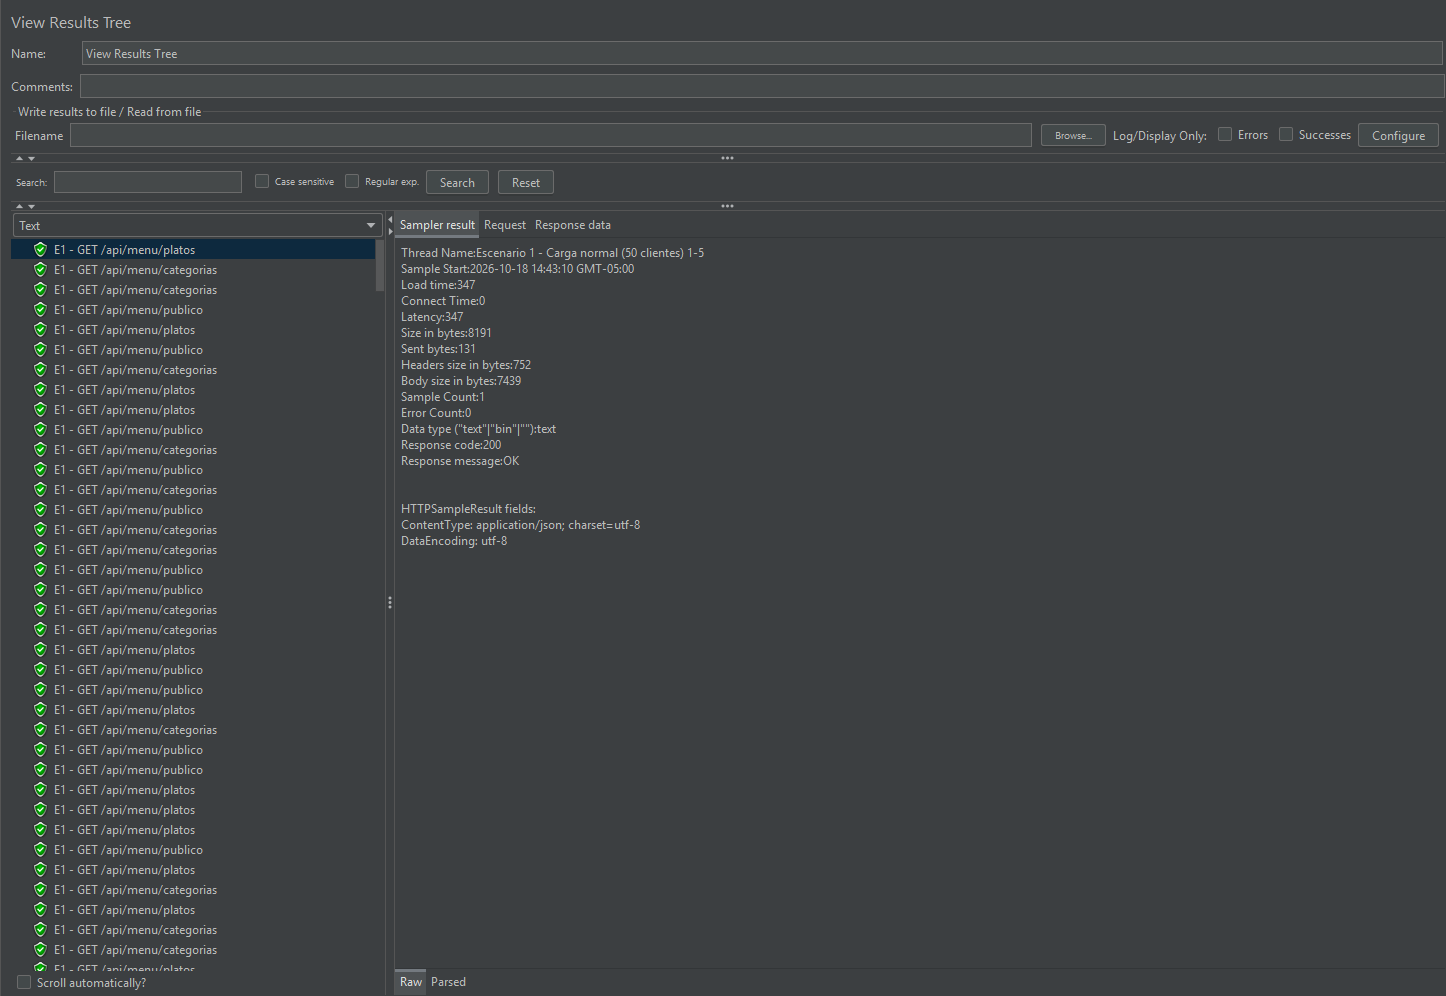 View Results Tree
Name: View Results Tree
Comments:
Write results to file / Read from file
Filename Browse... Log/Display Only: Errors Successes Configure
Search: Case sensitive Regular exp. Search Reset
Text
E1 - GET /api/menu/platos
E1 - GET /api/menu/categorias
E1 - GET /api/menu/categorias
E1 - GET /api/menu/publico
E1 - GET /api/menu/platos
E1 - GET /api/menu/publico
E1 - GET /api/menu/categorias
E1 - GET /api/menu/platos
E1 - GET /api/menu/platos
E1 - GET /api/menu/publico
E1 - GET /api/menu/categorias
E1 - GET /api/menu/publico
E1 - GET /api/menu/categorias
E1 - GET /api/menu/publico
E1 - GET /api/menu/categorias
E1 - GET /api/menu/categorias
E1 - GET /api/menu/publico
E1 - GET /api/menu/publico
E1 - GET /api/menu/categorias
E1 - GET /api/menu/categorias
E1 - GET /api/menu/platos
E1 - GET /api/menu/publico
E1 - GET /api/menu/publico
E1 - GET /api/menu/platos
E1 - GET /api/menu/categorias
E1 - GET /api/menu/publico
E1 - GET /api/menu/publico
E1 - GET /api/menu/platos
E1 - GET /api/menu/platos
E1 - GET /api/menu/platos
E1 - GET /api/menu/publico
E1 - GET /api/menu/platos
E1 - GET /api/menu/categorias
E1 - GET /api/menu/platos
E1 - GET /api/menu/categorias
E1 - GET /api/menu/categorias
E1 - GET /api/menu/platos
Scroll automatically?
Sampler result Request Response data
Thread Name:Escenario 1 - Carga normal (50 clientes) 1-5
Sample Start:2026-10-18 14:43:10 GMT-05:00
Load time:347
Connect Time:0
Latency:347
Size in bytes:8191
Sent bytes:131
Headers size in bytes:752
Body size in bytes:7439
Sample Count:1
Error Count:0
Data type ("text"|"bin"|""):text
Response code:200
Response message:OK
HTTPSampleResult fields:
ContentType: application/json; charset=utf-8
DataEncoding: utf-8
Raw Parsed